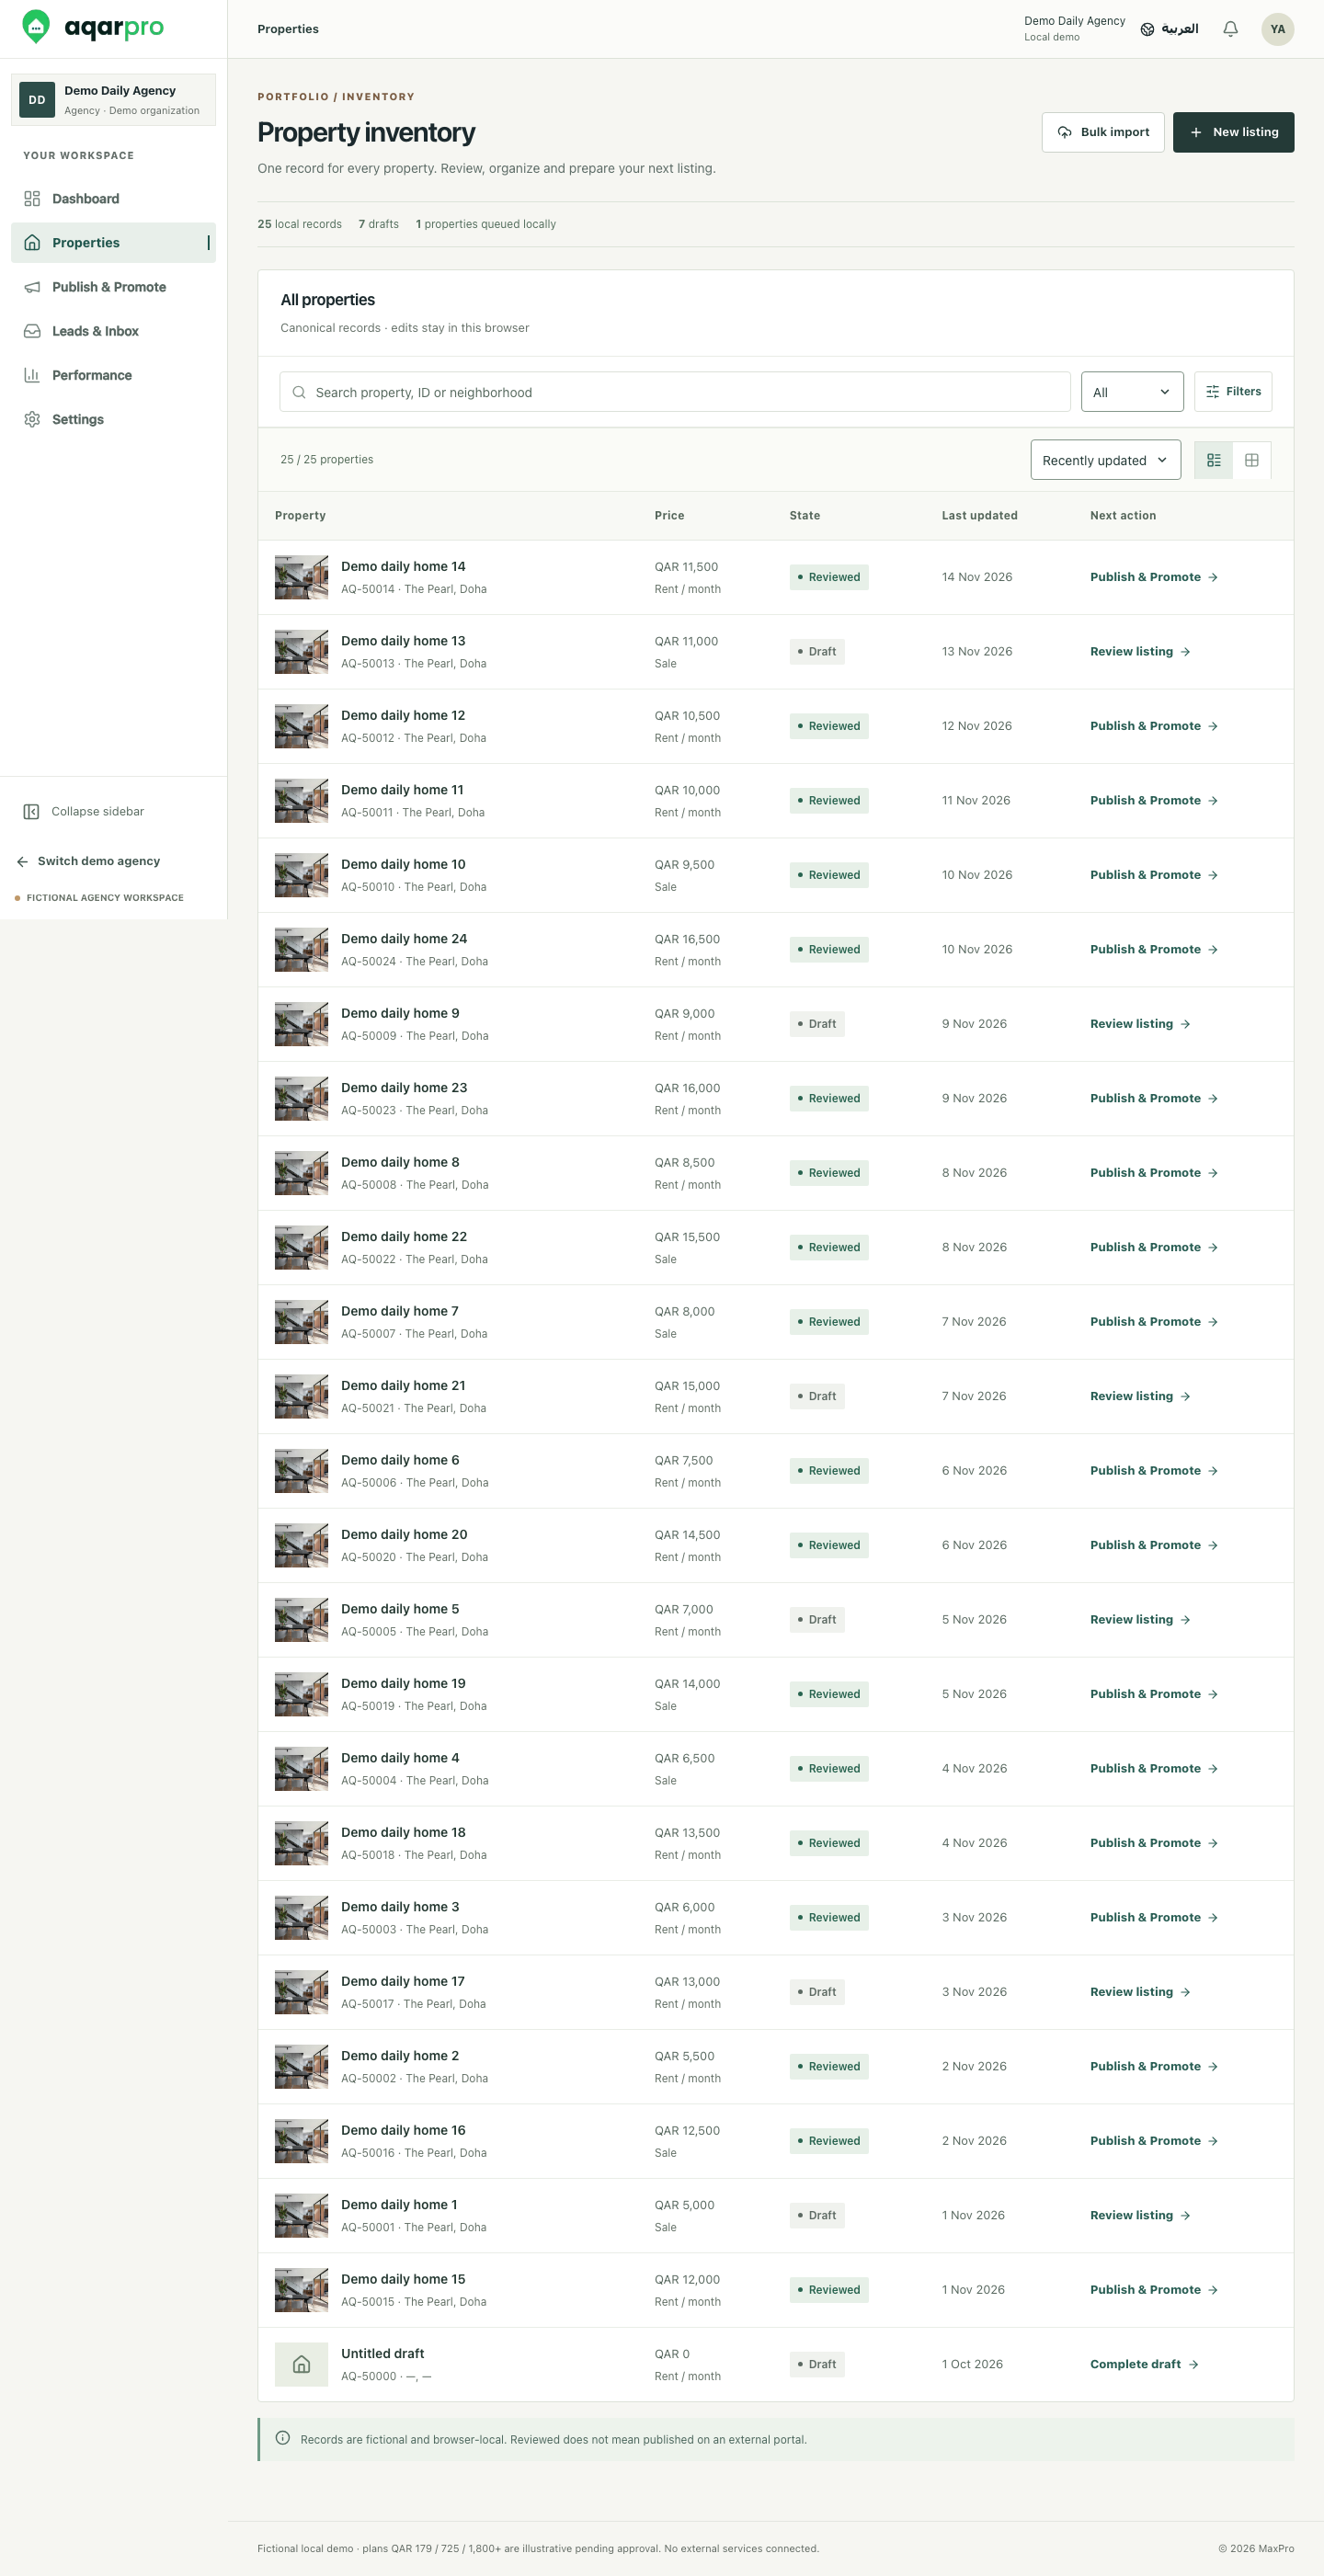 aqarpro
Properties
Demo Daily Agency
Local demo
العربية
YA
DD
Demo Daily Agency
Agency · Demo organization
YOUR WORKSPACE
Dashboard
Properties
Publish & Promote
Leads & Inbox
Performance
Settings
Collapse sidebar
Switch demo agency
FICTIONAL AGENCY WORKSPACE
PORTFOLIO / INVENTORY
Property inventory
One record for every property. Review, organize and prepare your next listing.
Bulk import
New listing
25 local records 7 drafts 1 properties queued locally
All properties
Canonical records · edits stay in this browser
Search property, ID or neighborhood
All
Filters
25 / 25 properties
Recently updated
Property Price State Last updated Next action
Demo daily home 14 QAR 11,500 Reviewed 14 Nov 2026 Publish & Promote
AQ-50014 · The Pearl, Doha Rent / month
Demo daily home 13 QAR 11,000 Draft 13 Nov 2026 Review listing
AQ-50013 · The Pearl, Doha Sale
Demo daily home 12 QAR 10,500 Reviewed 12 Nov 2026 Publish & Promote
AQ-50012 · The Pearl, Doha Rent / month
Demo daily home 11 QAR 10,000 Reviewed 11 Nov 2026 Publish & Promote
AQ-50011 · The Pearl, Doha Rent / month
Demo daily home 10 QAR 9,500 Reviewed 10 Nov 2026 Publish & Promote
AQ-50010 · The Pearl, Doha Sale
Demo daily home 24 QAR 16,500 Reviewed 10 Nov 2026 Publish & Promote
AQ-50024 · The Pearl, Doha Rent / month
Demo daily home 9 QAR 9,000 Draft 9 Nov 2026 Review listing
AQ-50009 · The Pearl, Doha Rent / month
Demo daily home 23 QAR 16,000 Reviewed 9 Nov 2026 Publish & Promote
AQ-50023 · The Pearl, Doha Rent / month
Demo daily home 8 QAR 8,500 Reviewed 8 Nov 2026 Publish & Promote
AQ-50008 · The Pearl, Doha Rent / month
Demo daily home 22 QAR 15,500 Reviewed 8 Nov 2026 Publish & Promote
AQ-50022 · The Pearl, Doha Sale
Demo daily home 7 QAR 8,000 Reviewed 7 Nov 2026 Publish & Promote
AQ-50007 · The Pearl, Doha Sale
Demo daily home 21 QAR 15,000 Draft 7 Nov 2026 Review listing
AQ-50021 · The Pearl, Doha Rent / month
Demo daily home 6 QAR 7,500 Reviewed 6 Nov 2026 Publish & Promote
AQ-50006 · The Pearl, Doha Rent / month
Demo daily home 20 QAR 14,500 Reviewed 6 Nov 2026 Publish & Promote
AQ-50020 · The Pearl, Doha Rent / month
Demo daily home 5 QAR 7,000 Draft 5 Nov 2026 Review listing
AQ-50005 · The Pearl, Doha Rent / month
Demo daily home 19 QAR 14,000 Reviewed 5 Nov 2026 Publish & Promote
AQ-50019 · The Pearl, Doha Sale
Demo daily home 4 QAR 6,500 Reviewed 4 Nov 2026 Publish & Promote
AQ-50004 · The Pearl, Doha Sale
Demo daily home 18 QAR 13,500 Reviewed 4 Nov 2026 Publish & Promote
AQ-50018 · The Pearl, Doha Rent / month
Demo daily home 3 QAR 6,000 Reviewed 3 Nov 2026 Publish & Promote
AQ-50003 · The Pearl, Doha Rent / month
Demo daily home 17 QAR 13,000 Draft 3 Nov 2026 Review listing
AQ-50017 · The Pearl, Doha Rent / month
Demo daily home 2 QAR 5,500 Reviewed 2 Nov 2026 Publish & Promote
AQ-50002 · The Pearl, Doha Rent / month
Demo daily home 16 QAR 12,500 Reviewed 2 Nov 2026 Publish & Promote
AQ-50016 · The Pearl, Doha Sale
Demo daily home 1 QAR 5,000 Draft 1 Nov 2026 Review listing
AQ-50001 · The Pearl, Doha Sale
Demo daily home 15 QAR 12,000 Reviewed 1 Nov 2026 Publish & Promote
AQ-50015 · The Pearl, Doha Rent / month
Untitled draft QAR 0 Draft 1 Oct 2026 Complete draft
AQ-50000 · —, — Rent / month
Records are fictional and browser-local. Reviewed does not mean published on an external portal.
Fictional local demo · plans QAR 179 / 725 / 1,800+ are illustrative pending approval. No external services connected.
© 2026 MaxPro